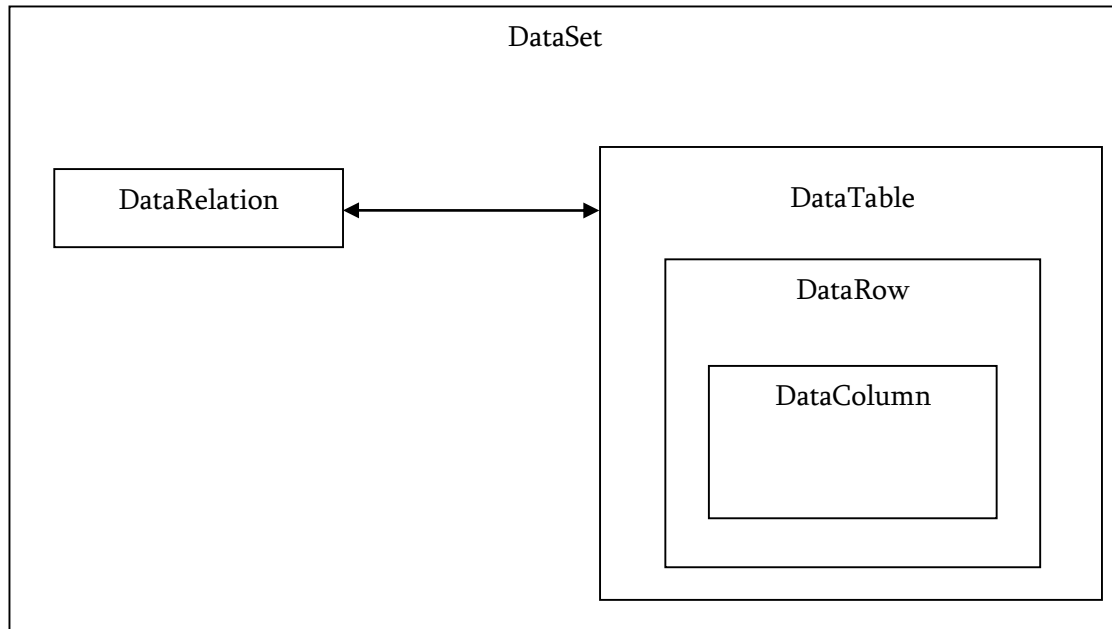 DataSet
DataRelation
DataTable
DataRow
DataColumn